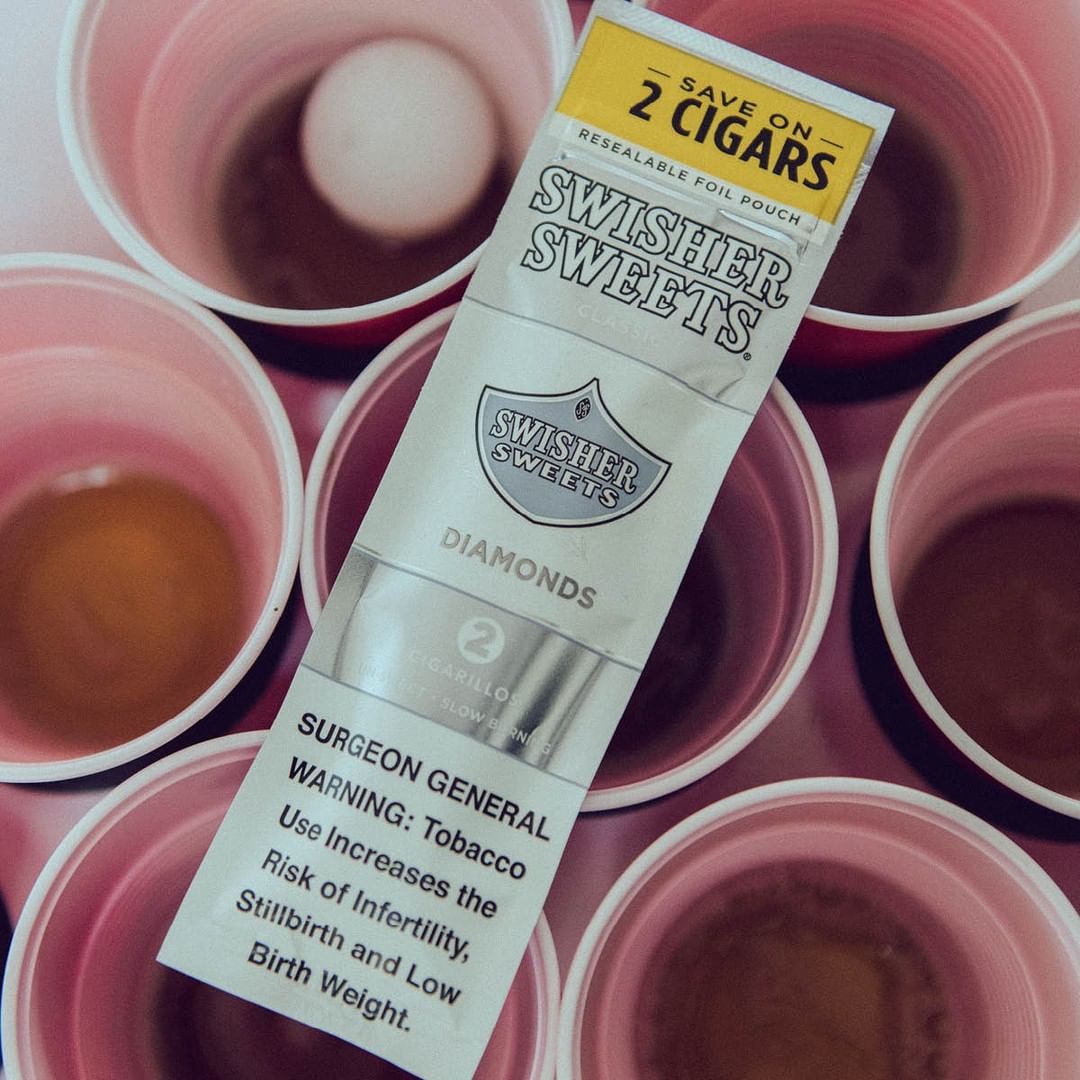 — SAVE ON —
2 CIGARS
RESEALABLE FOIL POUCH
SWISHER
SWEETS®
CLASSIC
SS
SWISHER
SWEETS
DIAMONDS
2
CIGARILLOS
SLOW BURNING
SURGEON GENERAL
WARNING: Tobacco
Use Increases the
Risk of Infertility,
Stillbirth and Low
Birth Weight.